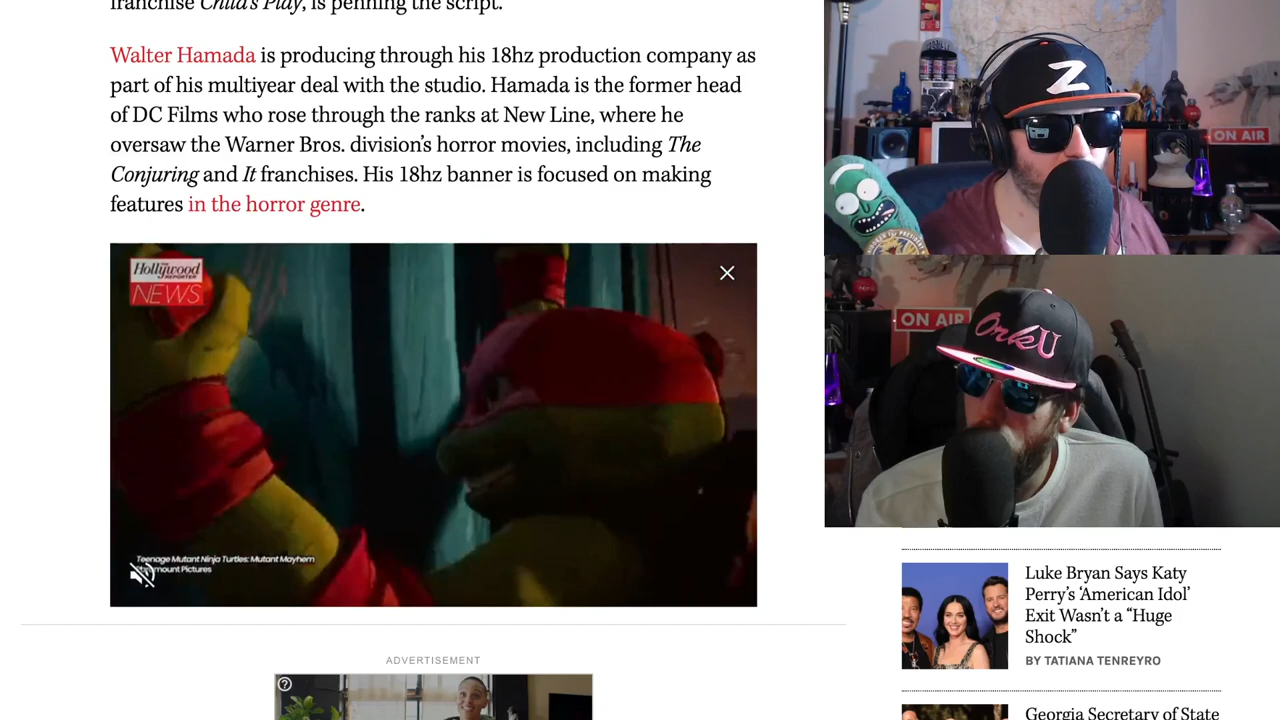 franchise Child's Play, is penning the script.
Walter Hamada is producing through his 18hz production company as
part of his multiyear deal with the studio. Hamada is the former head
of DC Films who rose through the ranks at New Line, where he
oversaw the Warner Bros. division's horror movies, including The
Conjuring and It franchises. His 18hz banner is focused on making
features in the horror genre.
The Hollywood
REPORTER
NEWS
Teenage Mutant Ninja Turtles: Mutant Mayhem
Paramount Pictures
ADVERTISEMENT
Z
ON AIR
ON AIR
OrkU
Luke Bryan Says Katy
Perry's 'American Idol'
Exit Wasn't a "Huge
Shock"
BY TATIANA TENREYRO
Georgia Secretary of State